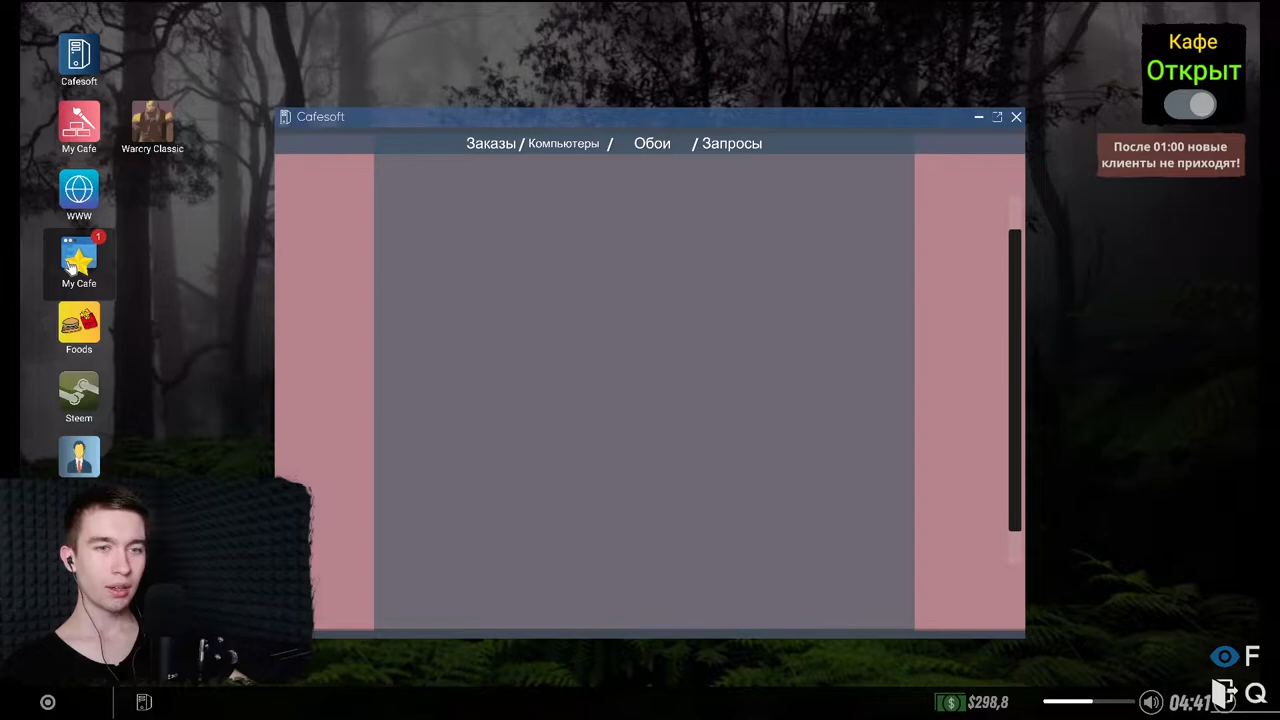 Cafesoft
My Cafe
Warcry Classic
WWW
1
My Cafe
Foods
Steem
Cafesoft
Заказы / Компьютеры / Обои / Запросы
Кафе
Открыт
После 01:00 новые
клиенты не приходят!
F
Q
$298,8
04:41